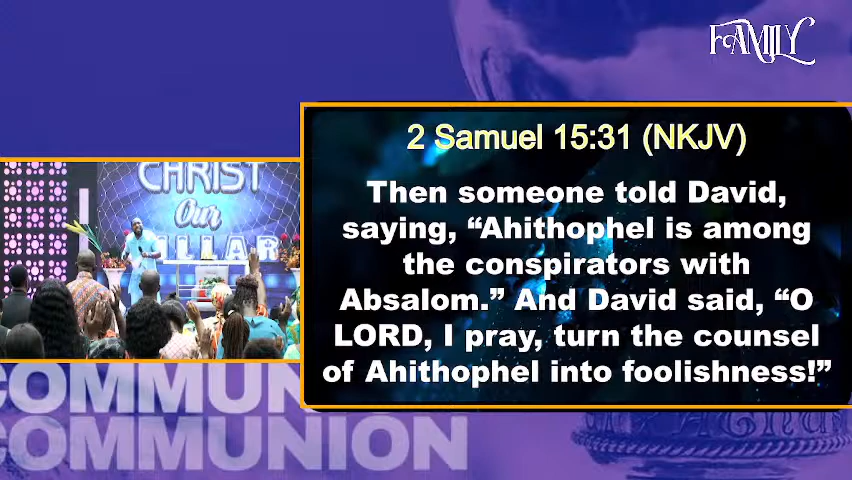 FAMILY
2 Samuel 15:31 (NKJV)
Then someone told David,
saying, “Ahithophel is among
the conspirators with
Absalom.” And David said, “O
LORD, I pray, turn the counsel
of Ahithophel into foolishness!”
CHRIST
Our
ILLAR
COMMUN
COMMUNION